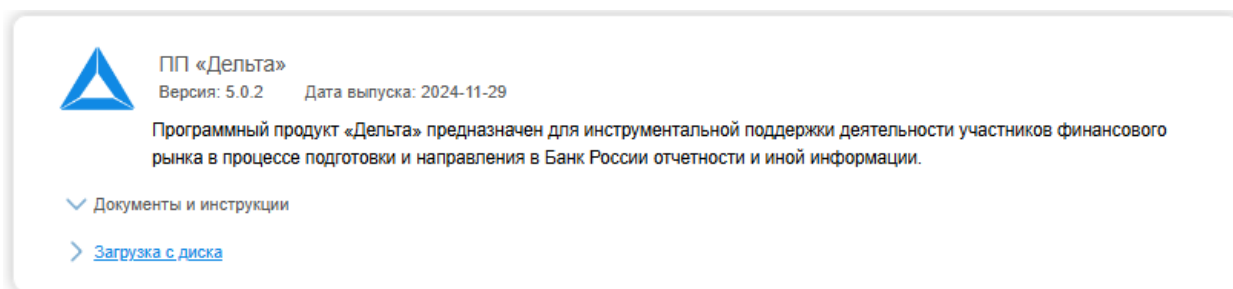 ПП «Дельта»
Версия: 5.0.2 Дата выпуска: 2024-11-29
Программный продукт «Дельта» предназначен для инструментальной поддержки деятельности участников финансового
рынка в процессе подготовки и направления в Банк России отчетности и иной информации.
Документы и инструкции
Загрузка с диска